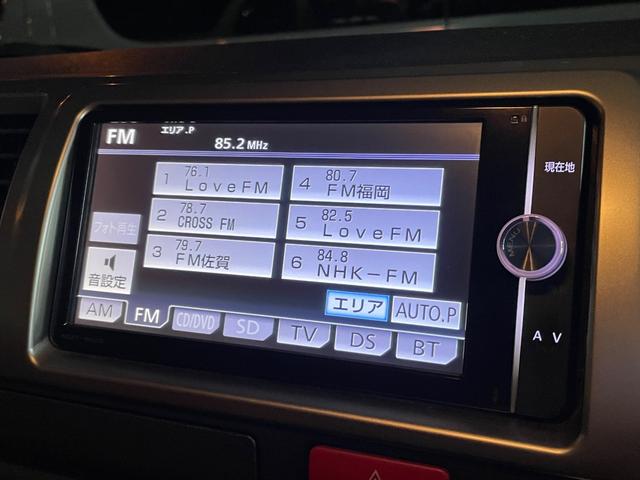 FM エリア.P 85.2 MHz
現在地
1 76.1 LoveFM
4 80.7 FM福岡
2 78.7 CROSS FM
5 82.5 LoveFM
3 79.7 FM佐賀
6 84.8 NHK-FM
フォト再生
音設定
エリア AUTO.P
AM FM CD/DVD SD TV DS BT
MENU
AV